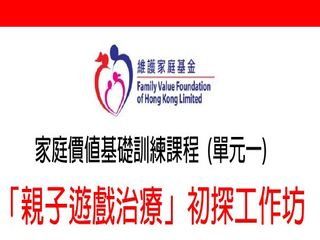 維護家庭基金
Family Value Foundation
of Hong Kong Limited
家庭價值基礎訓練課程 (單元一)
「親子遊戲治療」初探工作坊